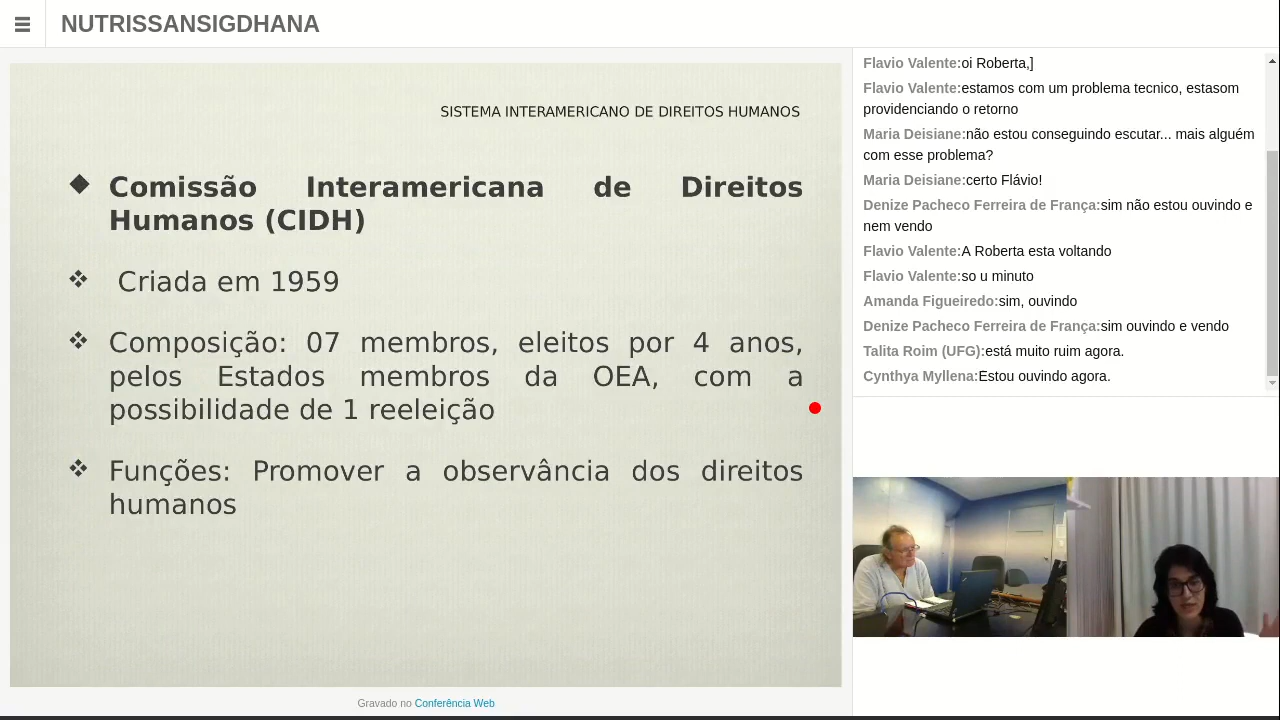 NUTRISSANSIGDHANA
SISTEMA INTERAMERICANO DE DIREITOS HUMANOS
Comissão Interamericana de Direitos
Humanos (CIDH)
Criada em 1959
Composição: 07 membros, eleitos por 4 anos,
pelos Estados membros da OEA, com a
possibilidade de 1 reeleição
Funções: Promover a observância dos direitos
humanos
Gravado no Conferência Web
Flavio Valente:oi Roberta,]
Flavio Valente:estamos com um problema tecnico, estasom
providenciando o retorno
Maria Deisiane:não estou conseguindo escutar... mais alguém
com esse problema?
Maria Deisiane:certo Flávio!
Denize Pacheco Ferreira de França:sim não estou ouvindo e
nem vendo
Flavio Valente:A Roberta esta voltando
Flavio Valente:so u minuto
Amanda Figueiredo:sim, ouvindo
Denize Pacheco Ferreira de França:sim ouvindo e vendo
Talita Roim (UFG):está muito ruim agora.
Cynthya Myllena:Estou ouvindo agora.